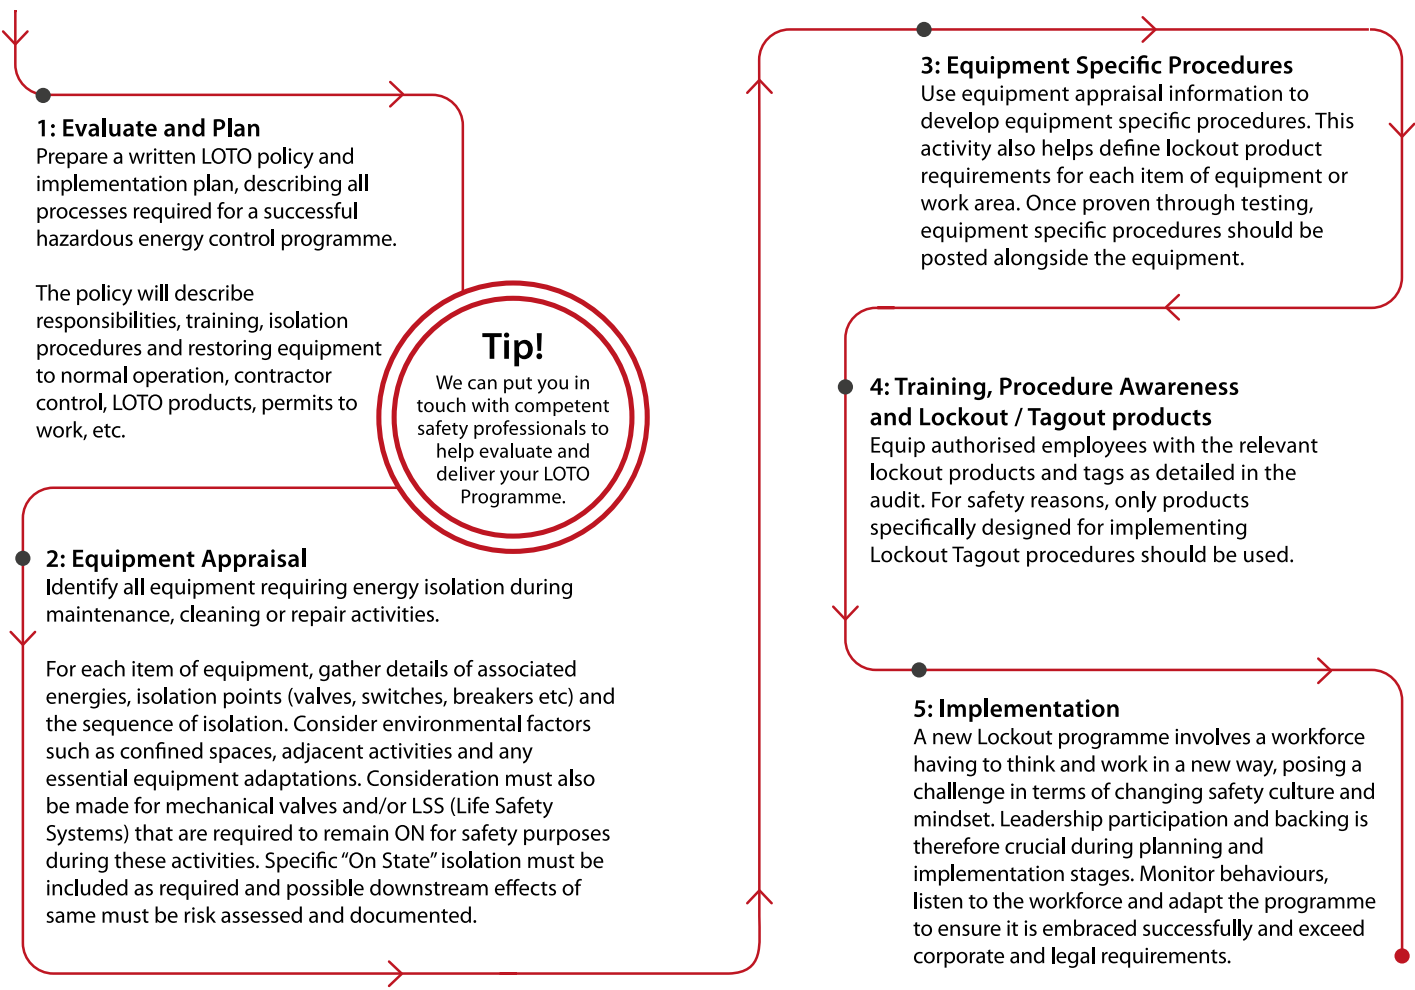 1: Evaluate and Plan
Prepare a written LOTO policy and
implementation plan, describing all
processes required for a successful
hazardous energy control programme.
The policy will describe
responsibilities, training, isolation
procedures and restoring equipment
to normal operation, contractor
control, LOTO products, permits to
work, etc.
Tip!
We can put you in
touch with competent
safety professionals to
help evaluate and
deliver your LOTO
Programme.
2: Equipment Appraisal
Identify all equipment requiring energy isolation during
maintenance, cleaning or repair activities.
For each item of equipment, gather details of associated
energies, isolation points (valves, switches, breakers etc) and
the sequence of isolation. Consider environmental factors
such as confined spaces, adjacent activities and any
essential equipment adaptations. Consideration must also
be made for mechanical valves and/or LSS (Life Safety
Systems) that are required to remain ON for safety purposes
during these activities. Specific “On State” isolation must be
included as required and possible downstream effects of
same must be risk assessed and documented.
3: Equipment Specific Procedures
Use equipment appraisal information to
develop equipment specific procedures. This
activity also helps define lockout product
requirements for each item of equipment or
work area. Once proven through testing,
equipment specific procedures should be
posted alongside the equipment.
4: Training, Procedure Awareness
and Lockout / Tagout products
Equip authorised employees with the relevant
lockout products and tags as detailed in the
audit. For safety reasons, only products
specifically designed for implementing
Lockout Tagout procedures should be used.
5: Implementation
A new Lockout programme involves a workforce
having to think and work in a new way, posing a
challenge in terms of changing safety culture and
mindset. Leadership participation and backing is
therefore crucial during planning and
implementation stages. Monitor behaviours,
listen to the workforce and adapt the programme
to ensure it is embraced successfully and exceed
corporate and legal requirements.